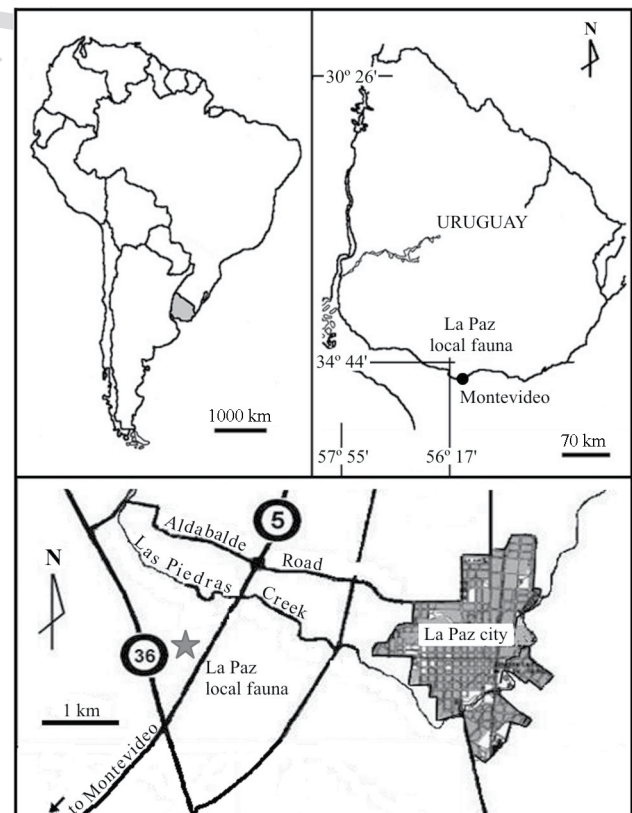 1000 km
N
30º 26'
URUGUAY
La Paz
local fauna
34º 44'
Montevideo
57º 55'
56º 17'
70 km
5
Aldabalde Road
Las Piedras Creek
N
La Paz city
36
La Paz
local fauna
1 km
to Montevideo